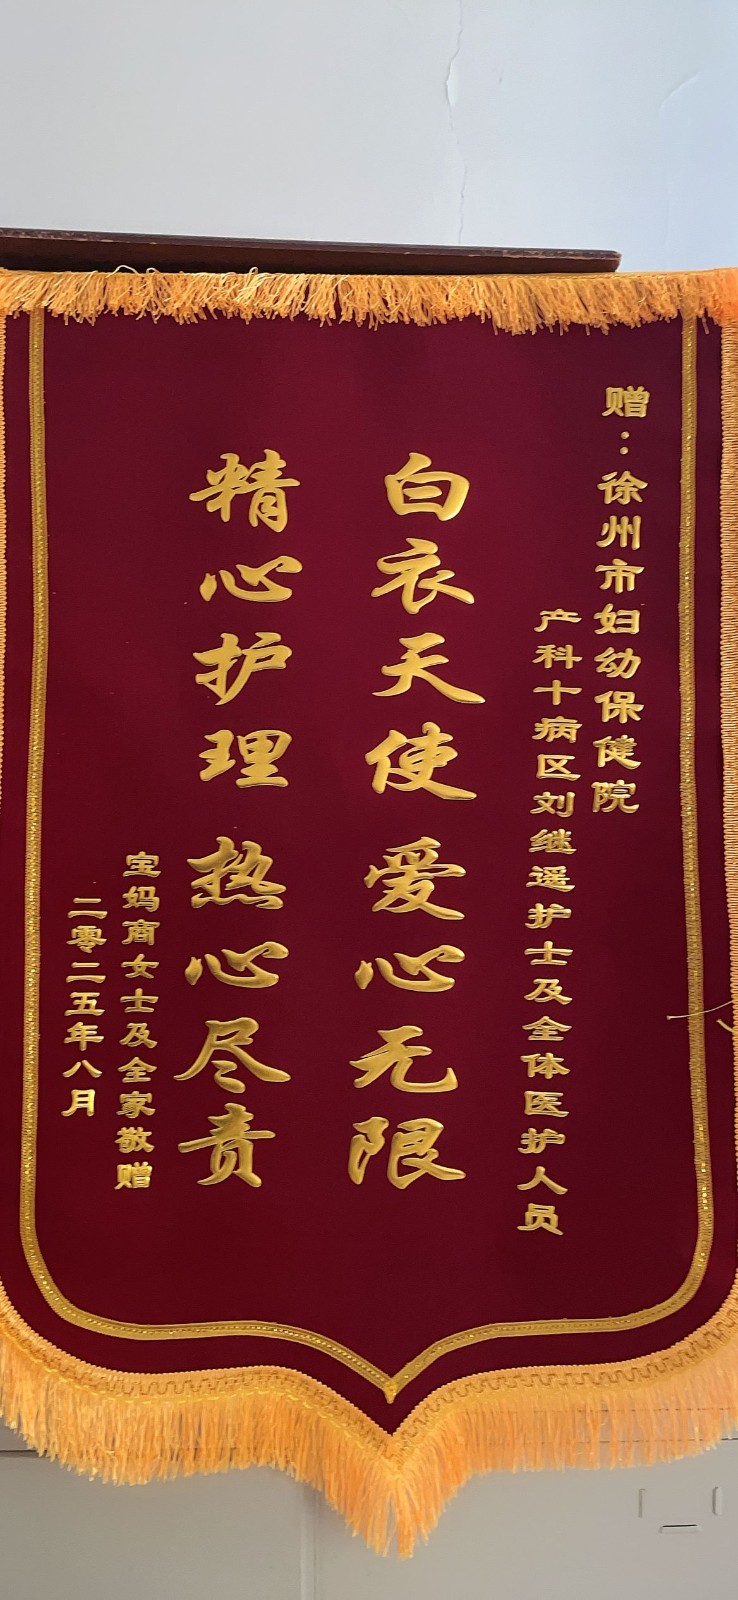 赠：徐州市妇幼保健院
产科十病区刘继遥护士及全体医护人员
白衣天使 爱心无限
精心护理 热心尽责
宝妈商女士及全家敬赠
二零二五年八月